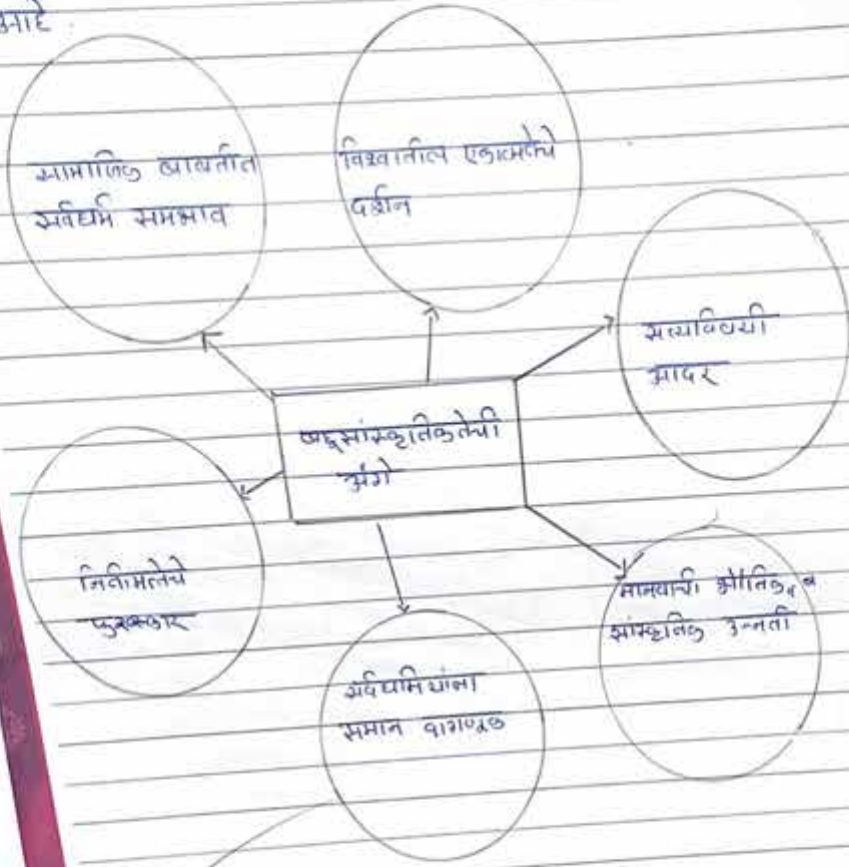 आहे
सामाजिक बाबतीत
सर्वधर्म समभाव
विश्वातील एकात्मतेचे
दर्शन
सत्याविषयी
आदर
बहुसांस्कृतिकतेची
अंगे
नितीमत्तेचे
पुरस्कार
मानवाची भौतिक व
सांस्कृतिक उन्नती
सर्वधर्मियांना
समान वागणूक